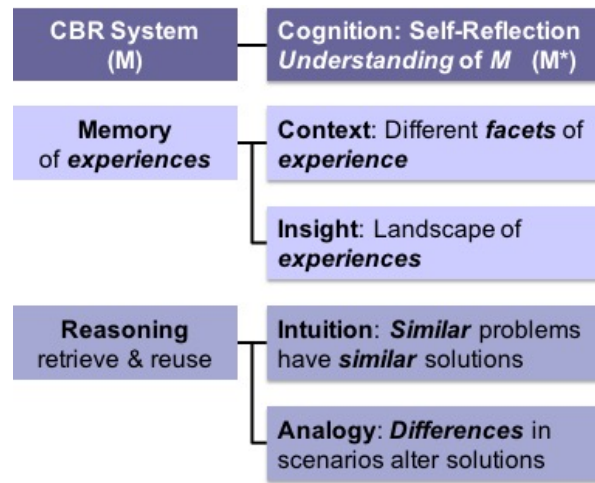 CBR System
(M)
Cognition: Self-Reflection
Understanding of M (M*)
Memory
of experiences
Context: Different facets of
experience
Insight: Landscape of
experiences
Reasoning
retrieve & reuse
Intuition: Similar problems
have similar solutions
Analogy: Differences in
scenarios alter solutions